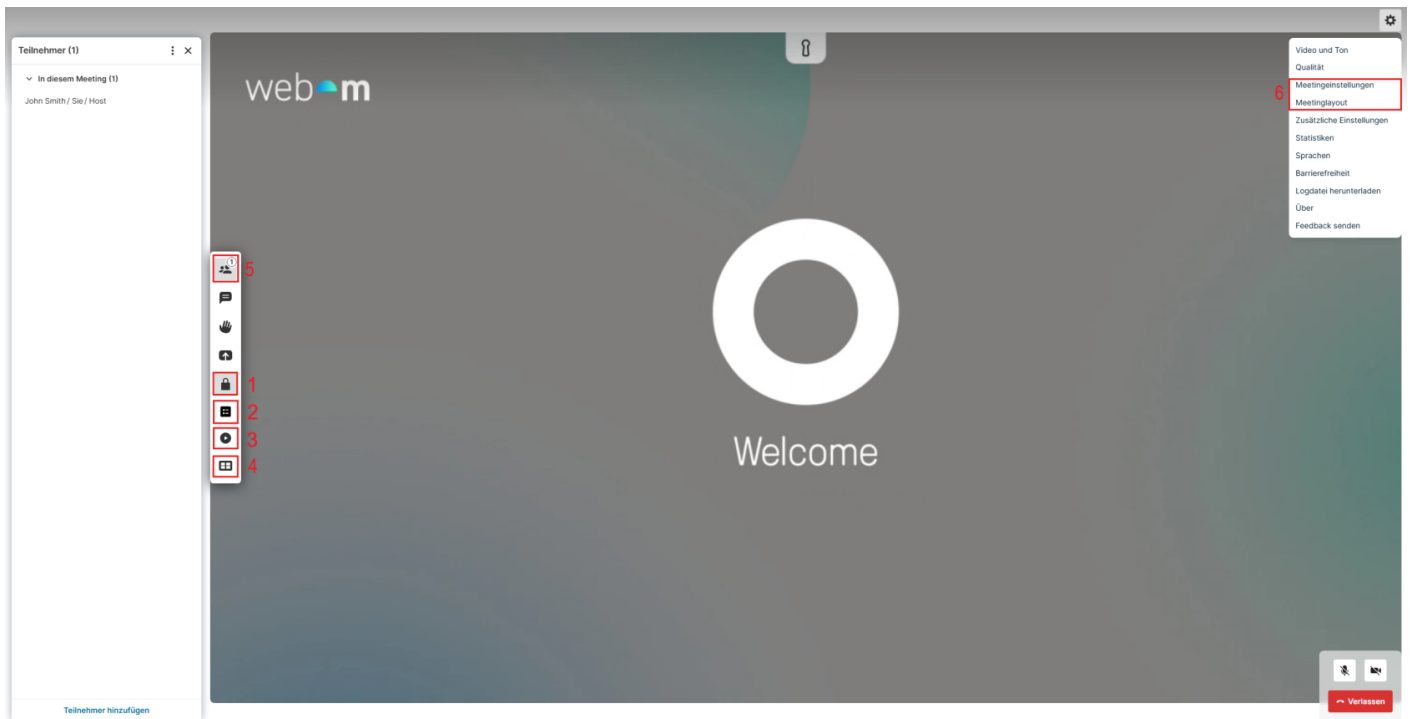 Teilnehmer (1)
In diesem Meeting (1)
John Smith / Sie / Host
Teilnehmer hinzufügen
web m
1
5
1
2
3
4
Welcome
6
Video und Ton
Qualität
Meetingeinstellungen
Meetinglayout
Zusätzliche Einstellungen
Statistiken
Sprachen
Barrierefreiheit
Logdatei herunterladen
Über
Feedback senden
Verlassen